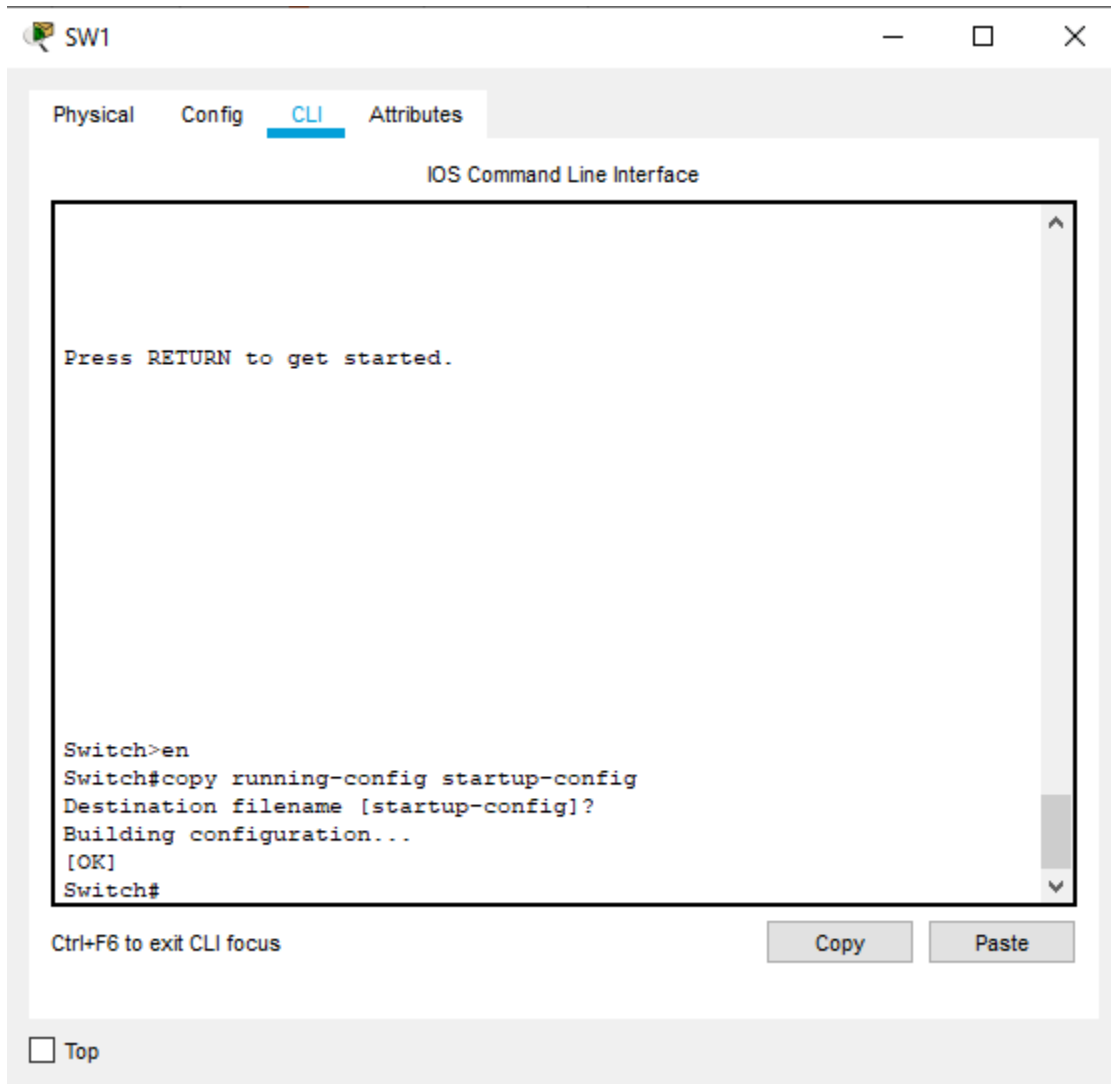 SW1
Physical Config CLI Attributes
IOS Command Line Interface
Press RETURN to get started.
Switch>en
Switch#copy running-config startup-config
Destination filename [startup-config]?
Building configuration...
[OK]
Switch#
Ctrl+F6 to exit CLI focus
Copy Paste
Top